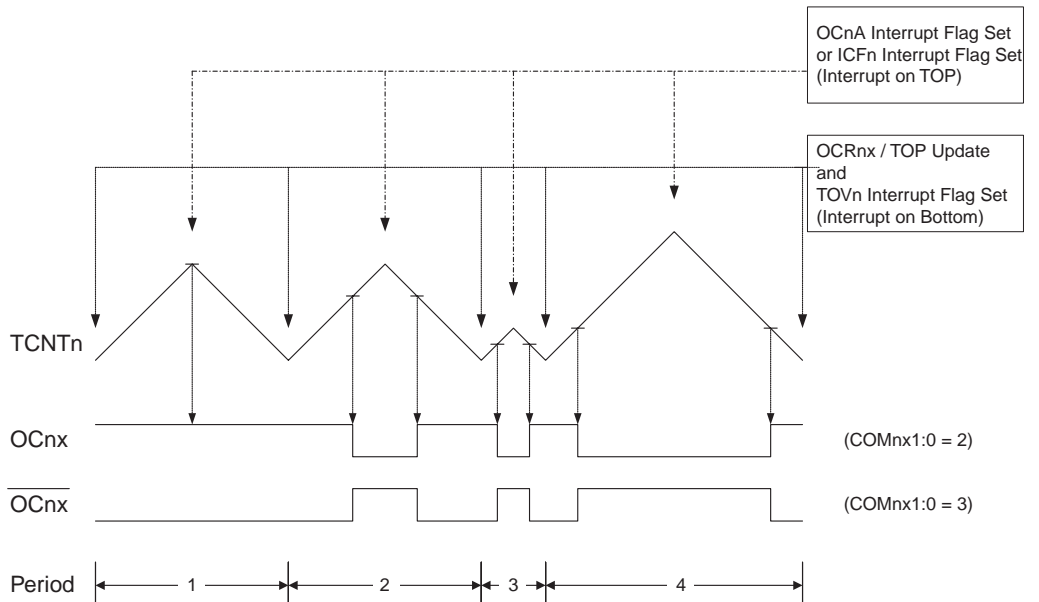 OCnA Interrupt Flag Set
or ICFn Interrupt Flag Set
(Interrupt on TOP)
OCRnx / TOP Update
and
TOVn Interrupt Flag Set
(Interrupt on Bottom)
TCNTn
OCnx
(COMnx1:0 = 2)
OCnx
(COMnx1:0 = 3)
Period
1
2
3
4